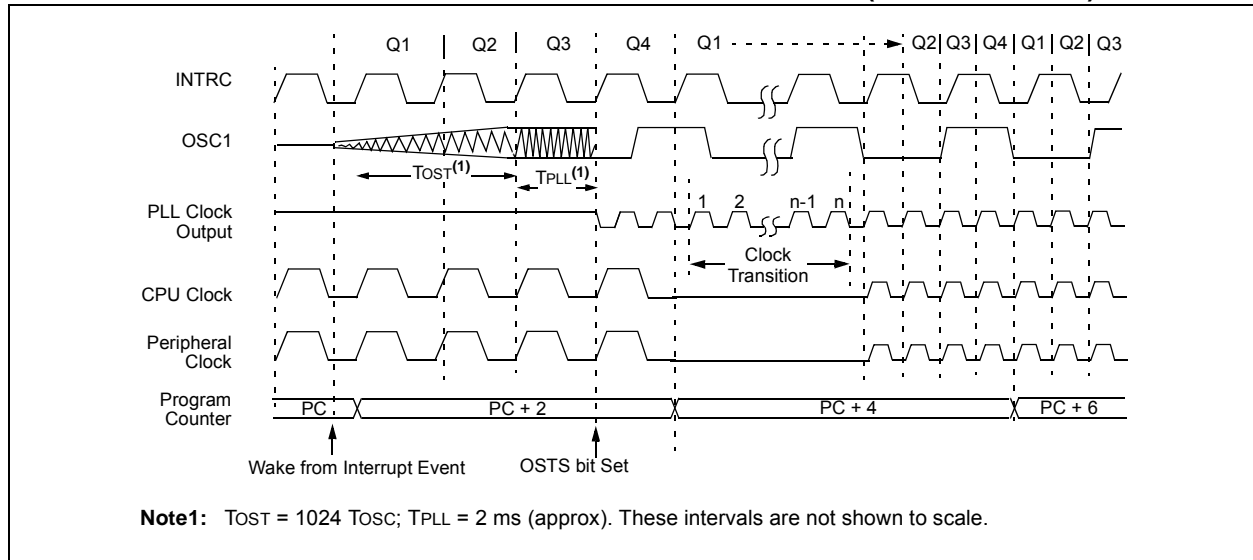 Q1 Q2 Q3 Q4 Q1 Q2 Q3 Q4 Q1 Q2 Q3
INTRC
OSC1
TOST(1) TPLL(1)
PLL Clock
Output
1 2 n-1 n
Clock
Transition
CPU Clock
Peripheral
Clock
Program
Counter
PC PC + 2 PC + 4 PC + 6
Wake from Interrupt Event OSTS bit Set
Note1: TOST = 1024 TOSC; TPLL = 2 ms (approx). These intervals are not shown to scale.